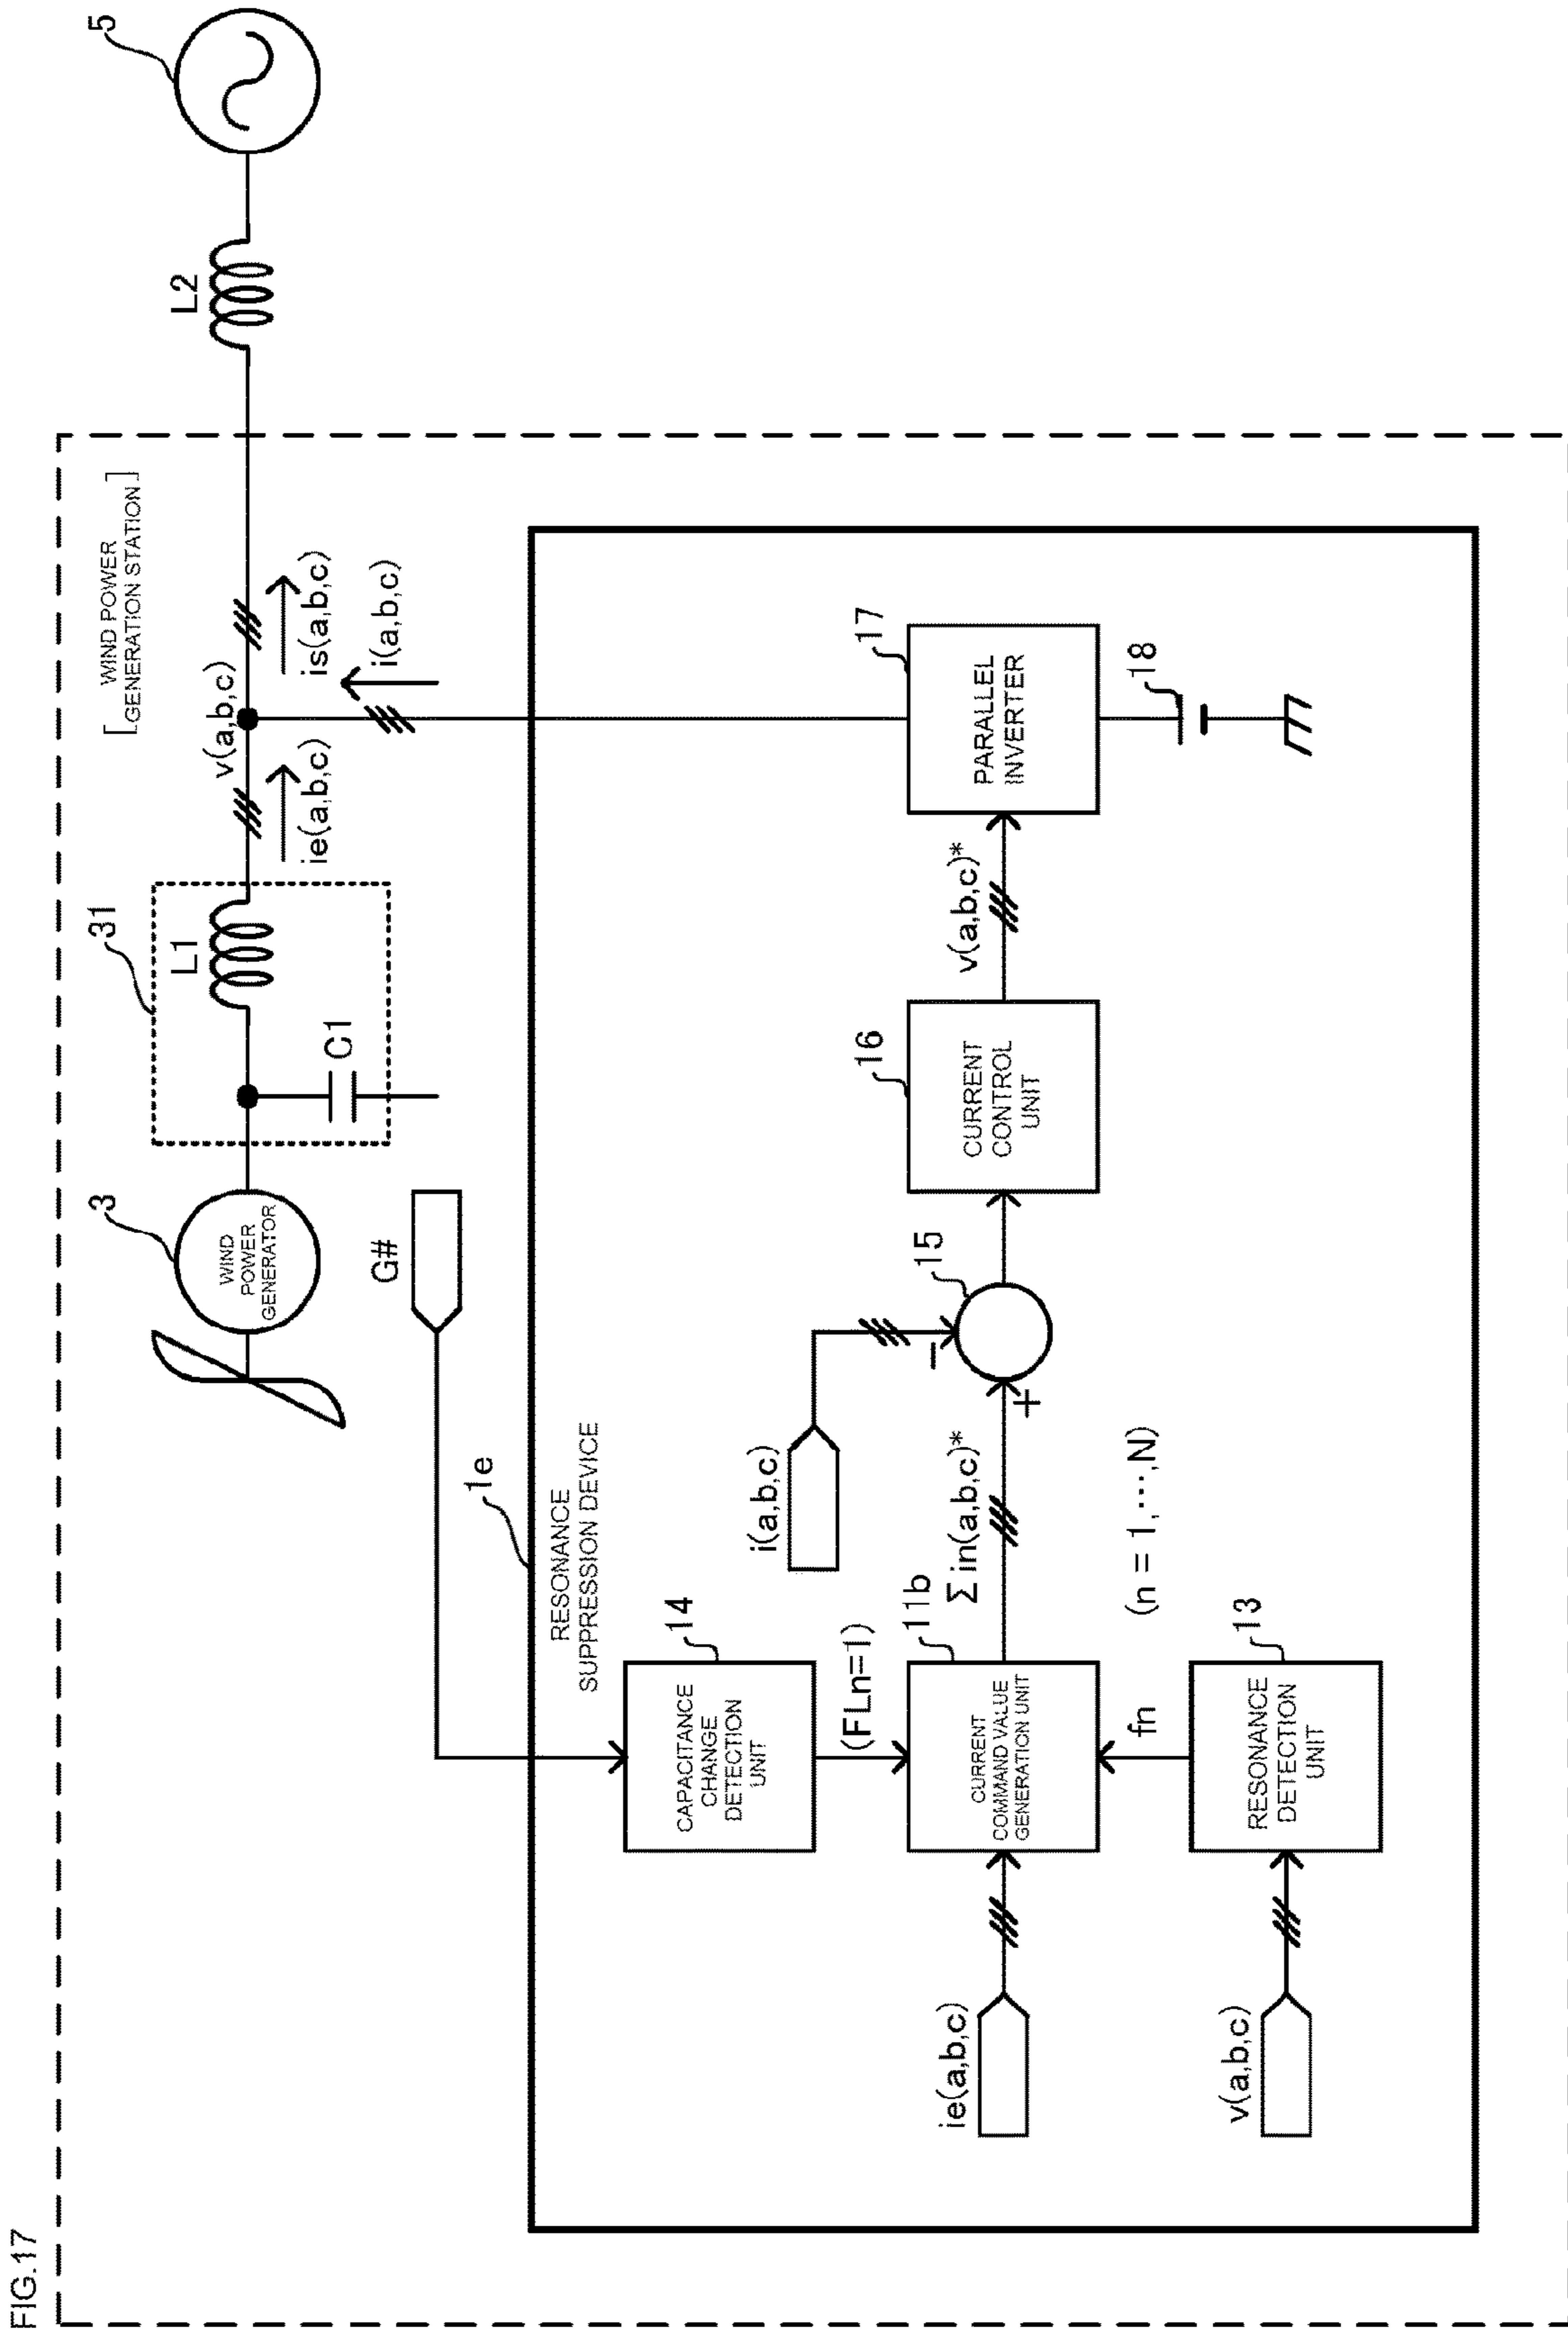 FIG.17
3
31
5
L1
L2
WIND
POWER
GENERATOR
C1
v(a,b,c)
[ WIND POWER
GENERATION STATION ]
ie(a,b,c)
is(a,b,c)
i(a,b,c)
G#
1e
RESONANCE
SUPPRESSION DEVICE
14
CAPACITANCE
CHANGE
DETECTION
UNIT
(FLn=1)
i(a,b,c)
−
15
16
17
ie(a,b,c)
11b
CURRENT
COMMAND VALUE
GENERATION UNIT
Σin(a,b,c)*
+
CURRENT
CONTROL
UNIT
v(a,b,c)*
PARALLEL
INVERTER
fn
(n = 1,⋯,N)
18
v(a,b,c)
13
RESONANCE
DETECTION
UNIT